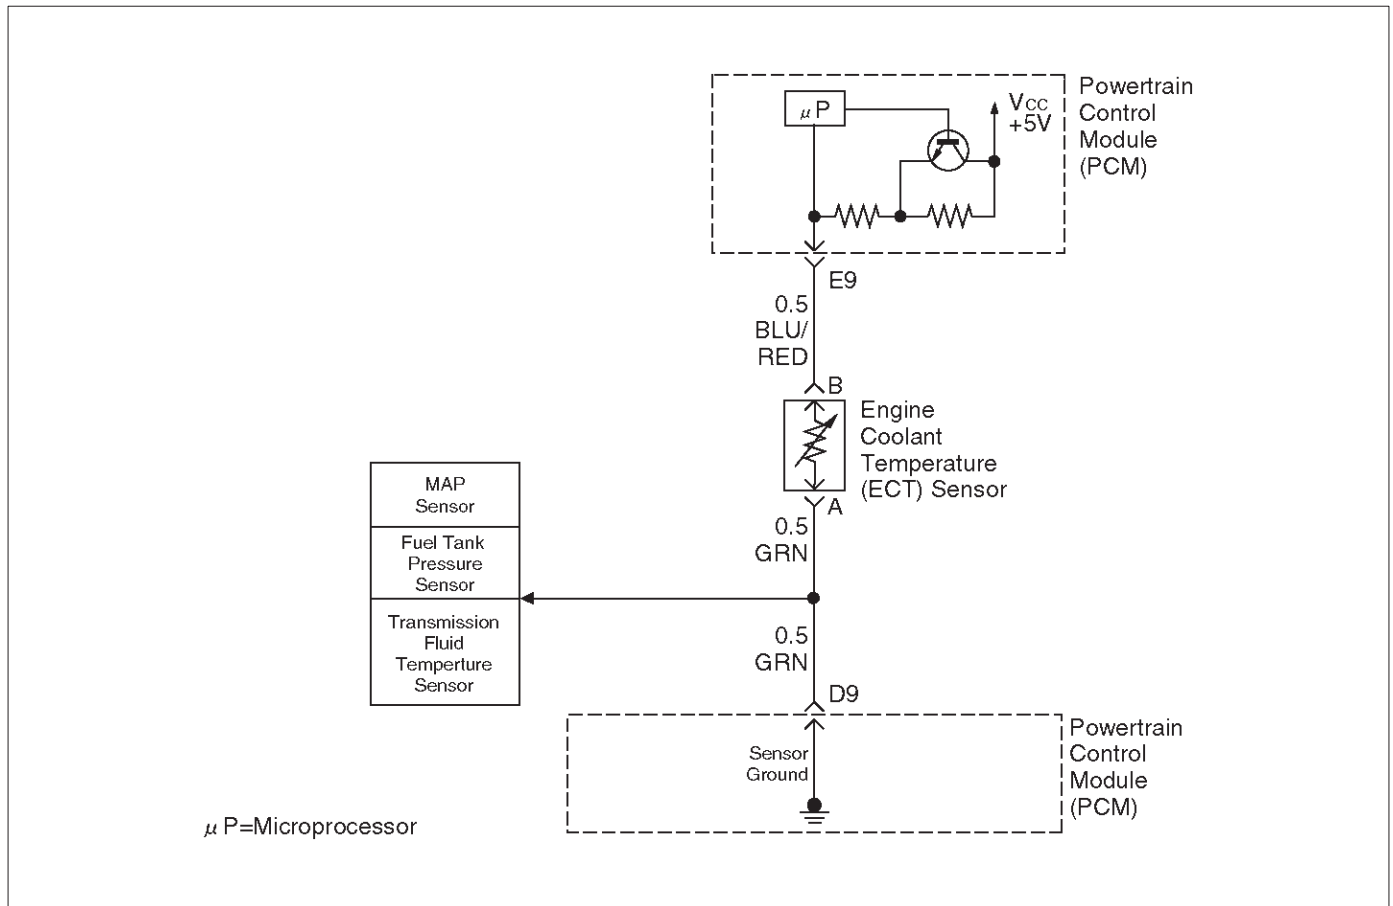 Powertrain
Control
Module
(PCM)
μ P
VCC
+5V
E9
0.5
BLU/
RED
B
Engine
Coolant
Temperature
(ECT) Sensor
A
0.5
GRN
MAP
Sensor
Fuel Tank
Pressure
Sensor
Transmission
Fluid
Temperture
Sensor
0.5
GRN
D9
Sensor
Ground
Powertrain
Control
Module
(PCM)
μ P=Microprocessor